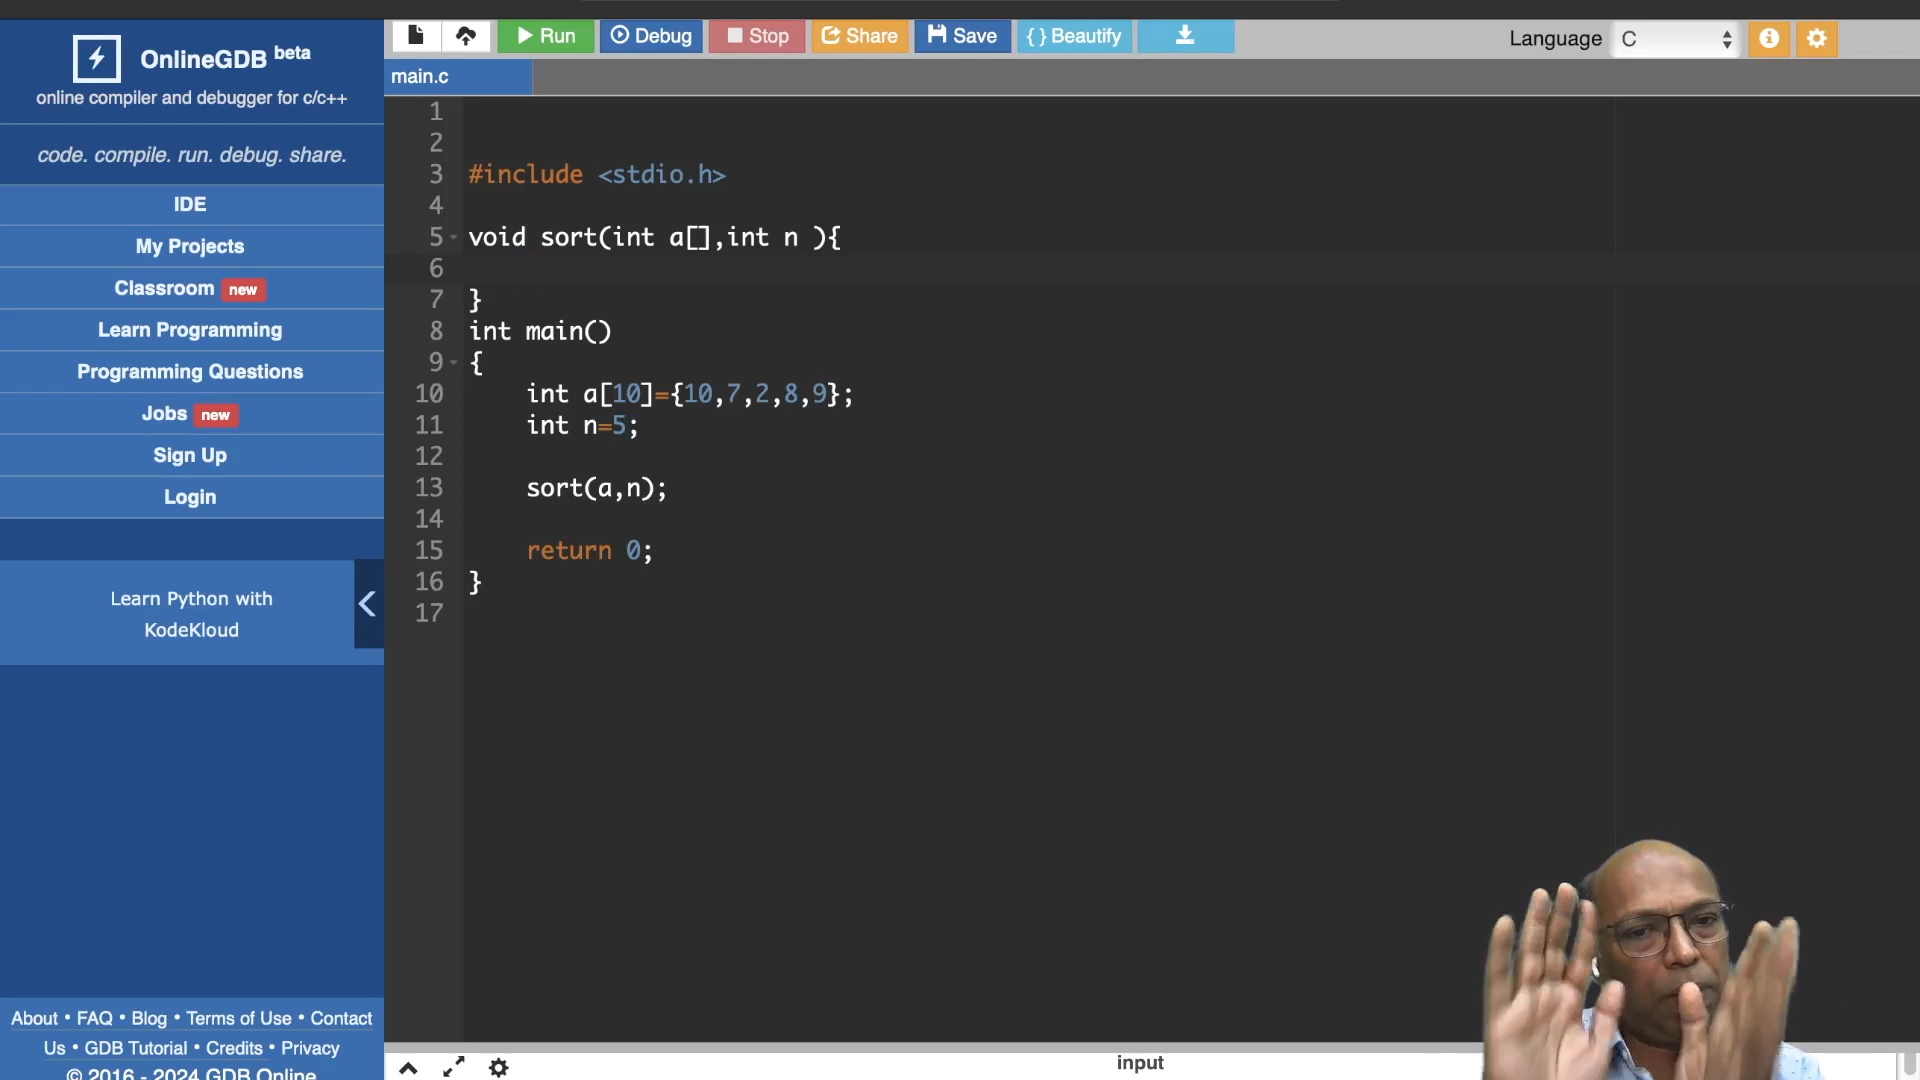 OnlineGDB beta
online compiler and debugger for c/c++
code. compile. run. debug. share.
IDE
My Projects
Classroom new
Learn Programming
Programming Questions
Jobs new
Sign Up
Login
Learn Python with
KodeKloud
About • FAQ • Blog • Terms of Use • Contact
Us • GDB Tutorial • Credits • Privacy
© 2016 - 2024 GDB Online
Run Debug Stop Share Save { } Beautify
Language C
main.c
1
2
3 #include <stdio.h>
4
5 void sort(int a[],int n ){
6
7 }
8 int main()
9 {
10 int a[10]={10,7,2,8,9};
11 int n=5;
12
13 sort(a,n);
14
15 return 0;
16 }
17
input